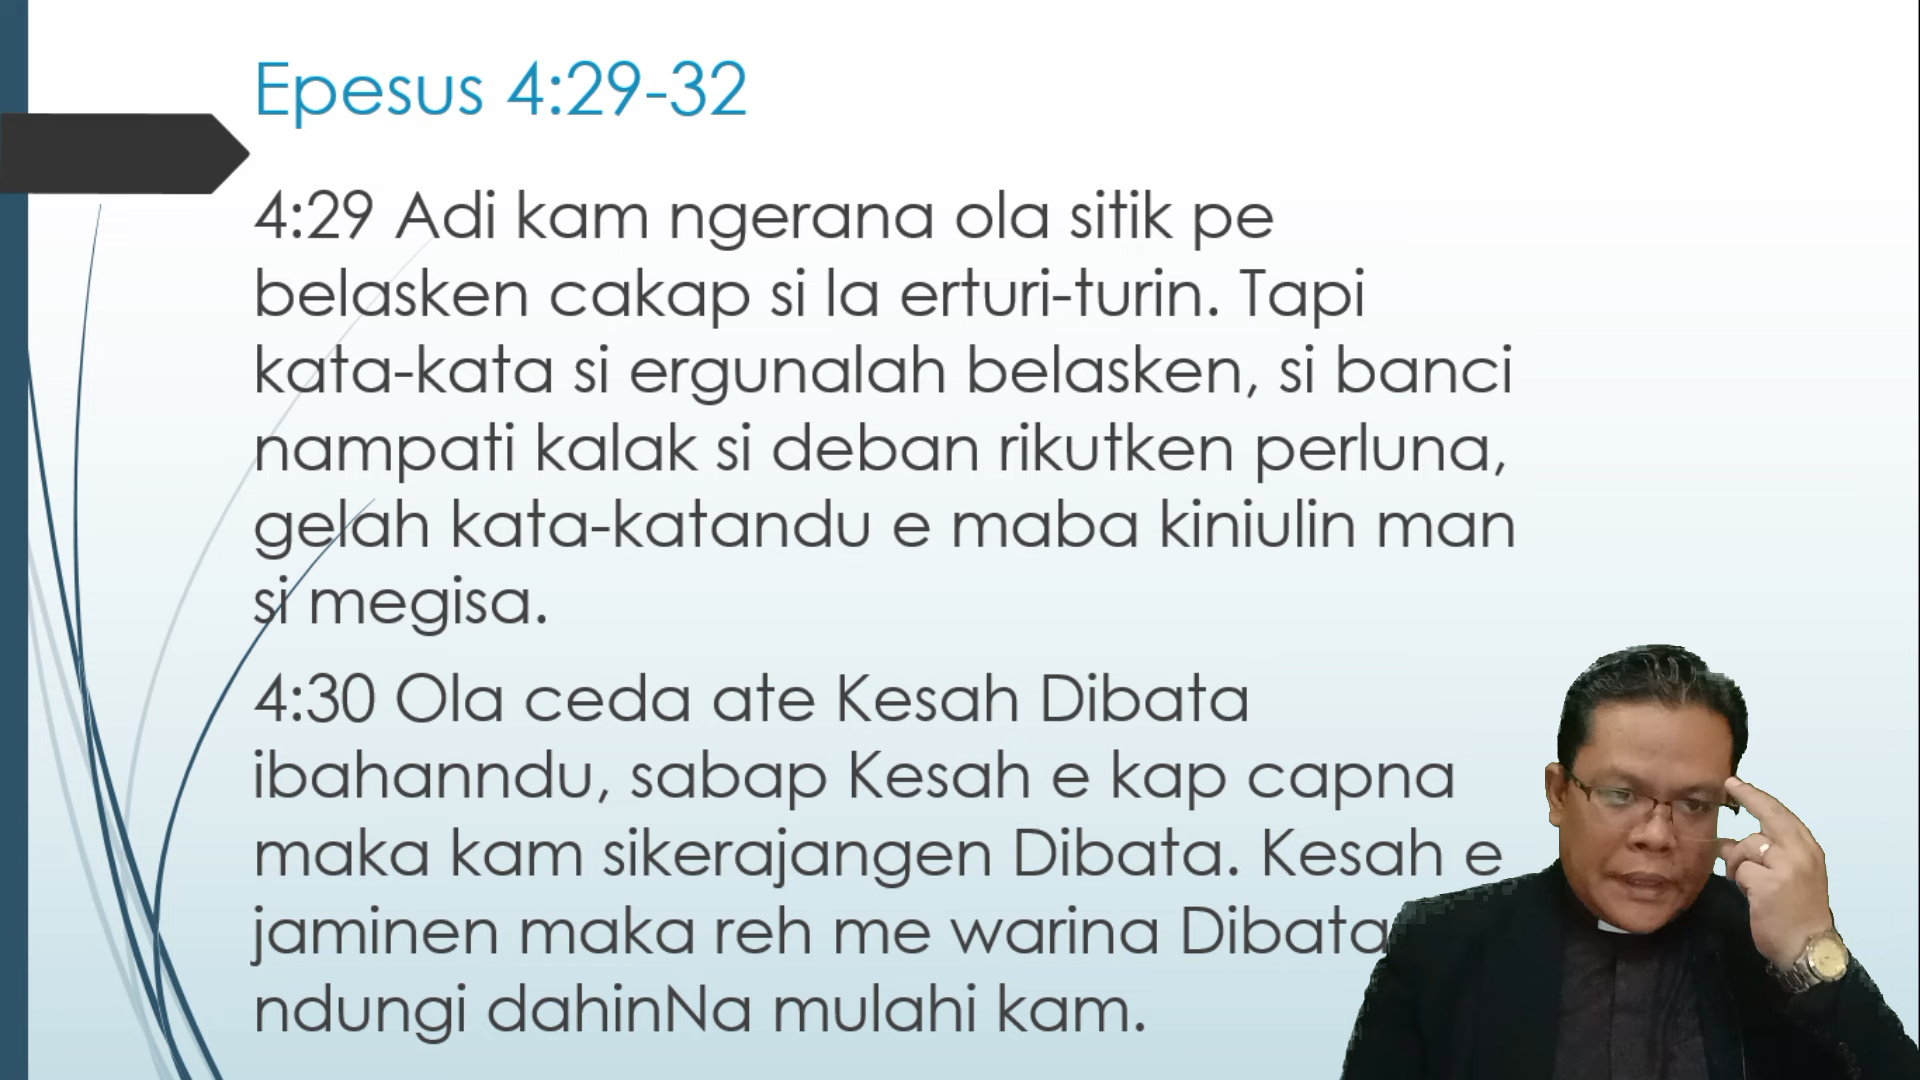 Epesus 4:29-32
4:29 Adi kam ngerana ola sitik pe
belasken cakap si la erturi-turin. Tapi
kata-kata si ergunalah belasken, si banci
nampati kalak si deban rikutken perluna,
gelah kata-katandu e maba kiniulin man
si megisa.
4:30 Ola ceda ate Kesah Dibata
ibahanndu, sabap Kesah e kap capna
maka kam sikerajangen Dibata. Kesah e
jaminen maka reh me warina Dibata
ndungi dahinNa mulahi kam.